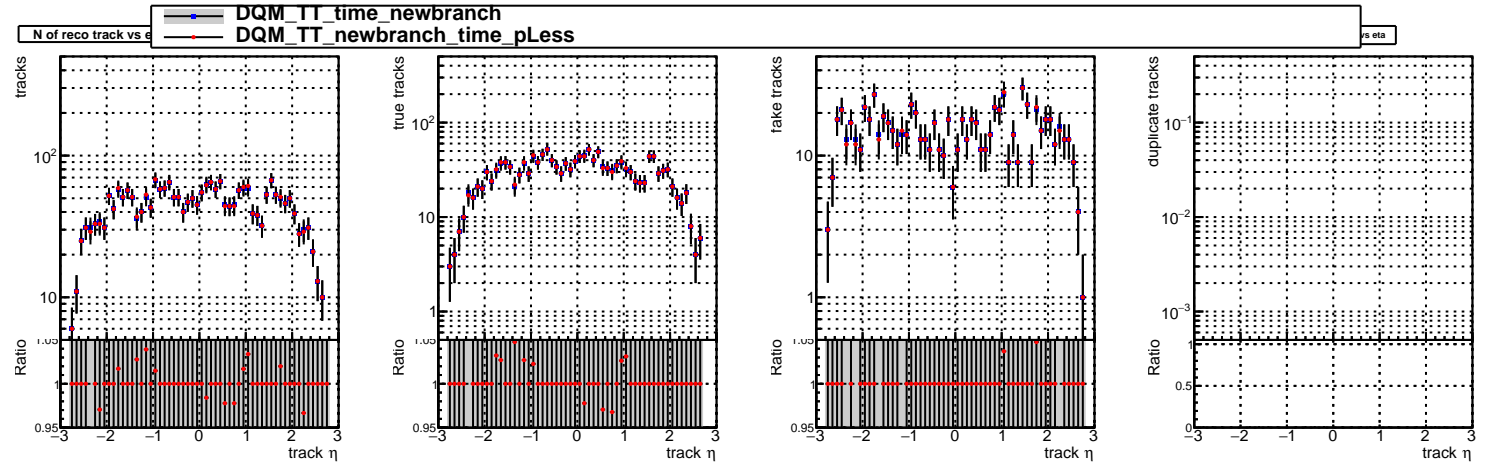 DQM_TT_time_newbranch
DQM_TT_newbranch_time_pLess
N of reco track vs e
vs eta
tracks
10²
10
Ratio
1.05
1
0.95
−3 −2 −1 0 1 2 3
track η
true tracks
10²
10
1
Ratio
1.05
1
0.95
−3 −2 −1 0 1 2 3
track η
fake tracks
10
1
Ratio
1.05
1
0.95
−3 −2 −1 0 1 2 3
track η
duplicate tracks
10⁻¹
10⁻²
10⁻³
Ratio
1
0.5
0
−3 −2 −1 0 1 2 3
track η